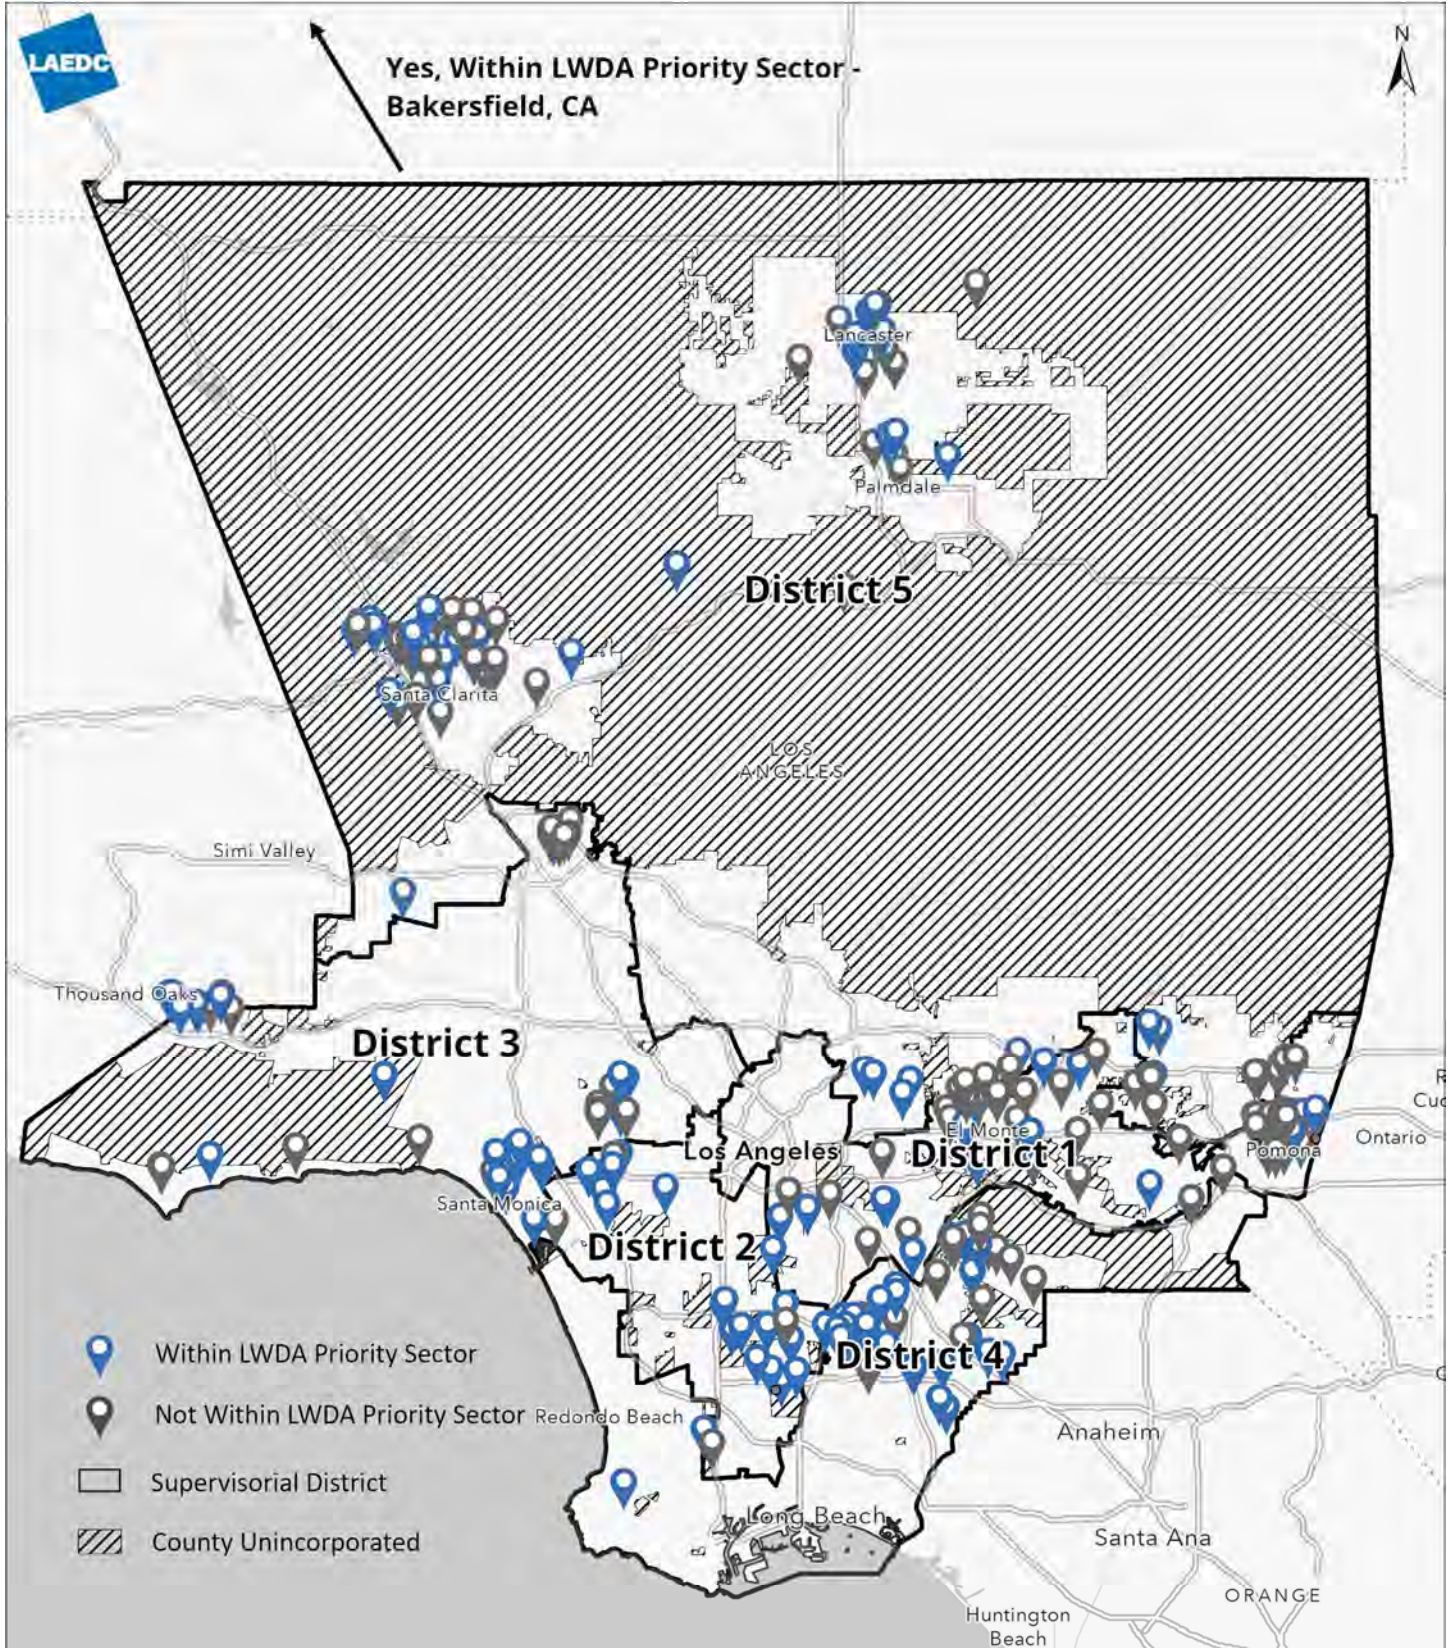 LAEDC
Yes, Within LWDA Priority Sector -
Bakersfield, CA
N
Lancaster
Palmdale
District 5
Santa Clarita
LOS
ANGELES
Simi Valley
Thousand Oaks
District 3
R
Cuc
El Monte
Los Angeles
District 1
Pomona
Ontario
Santa Monica
District 2
Within LWDA Priority Sector
District 4
Not Within LWDA Priority Sector
Redondo Beach
Anaheim
Supervisorial District
Long Beach
County Unincorporated
Santa Ana
ORANGE
Huntington
Beach